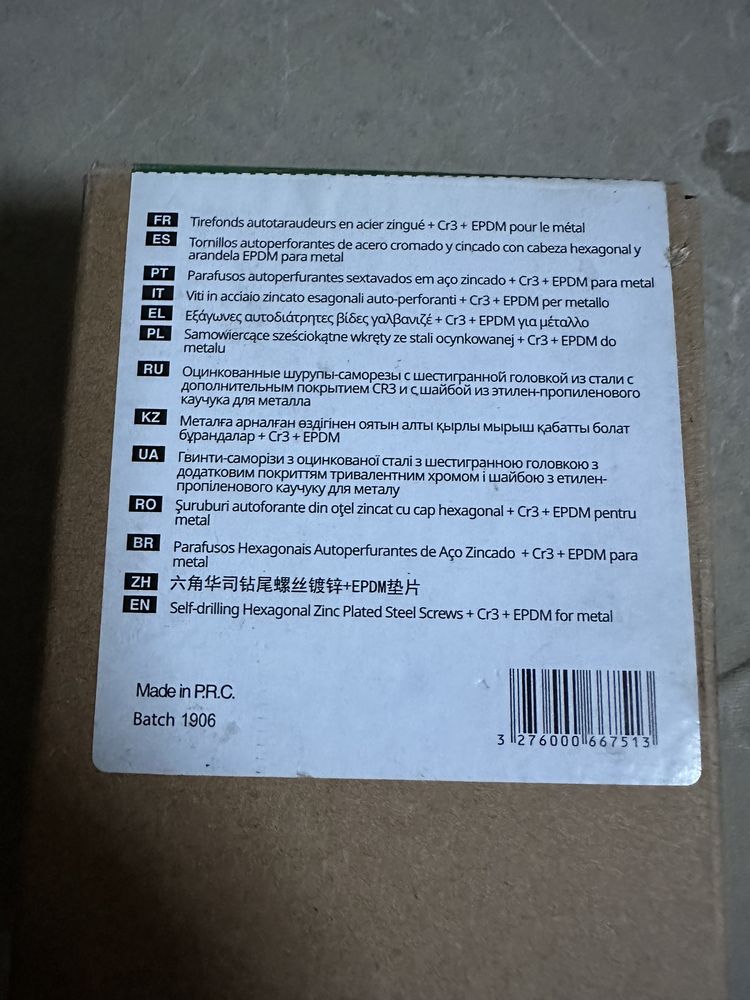 FR Tirefonds autotaraudeurs en acier zingué + Cr3 + EPDM pour le métal
ES Tornillos autoperforantes de acero cromado y cincado con cabeza hexagonal y
arandela EPDM para metal
PT Parafusos autoperfurantes sextavados em aço zincado + Cr3 + EPDM para metal
IT Viti in acciaio zincato esagonali auto-perforanti + Cr3 + EPDM per metallo
EL Εξάγωνες αυτοδιάτρητες βίδες γαλβανιζέ + Cr3 + EPDM για μέταλλο
PL Samowiercące sześciokątne wkręty ze stali ocynkowanej + Cr3 + EPDM do
metalu
RU Оцинкованные шурупы-саморезы с шестигранной головкой из стали с
дополнительным покрытием CR3 и с шайбой из этилен-пропиленового
каучука для металла
KZ Металға арналған өздігінен оятын алты қырлы мырыш қабатты болат
бұрандалар + Cr3 + EPDM
UA Гвинти-саморізи з оцинкованої сталі з шестигранною головкою з
додатковим покриттям тривалентним хромом і шайбою з етилен-
пропіленового каучуку для металу
RO Şuruburi autoforante din oţel zincat cu cap hexagonal + Cr3 + EPDM pentru
metal
BR Parafusos Hexagonais Autoperfurantes de Aço Zincado + Cr3 + EPDM para
metal
ZH 六角华司钻尾螺丝镀锌+EPDM垫片
EN Self-drilling Hexagonal Zinc Plated Steel Screws + Cr3 + EPDM for metal
Made in P.R.C.
Batch 1906
3 276000 667513